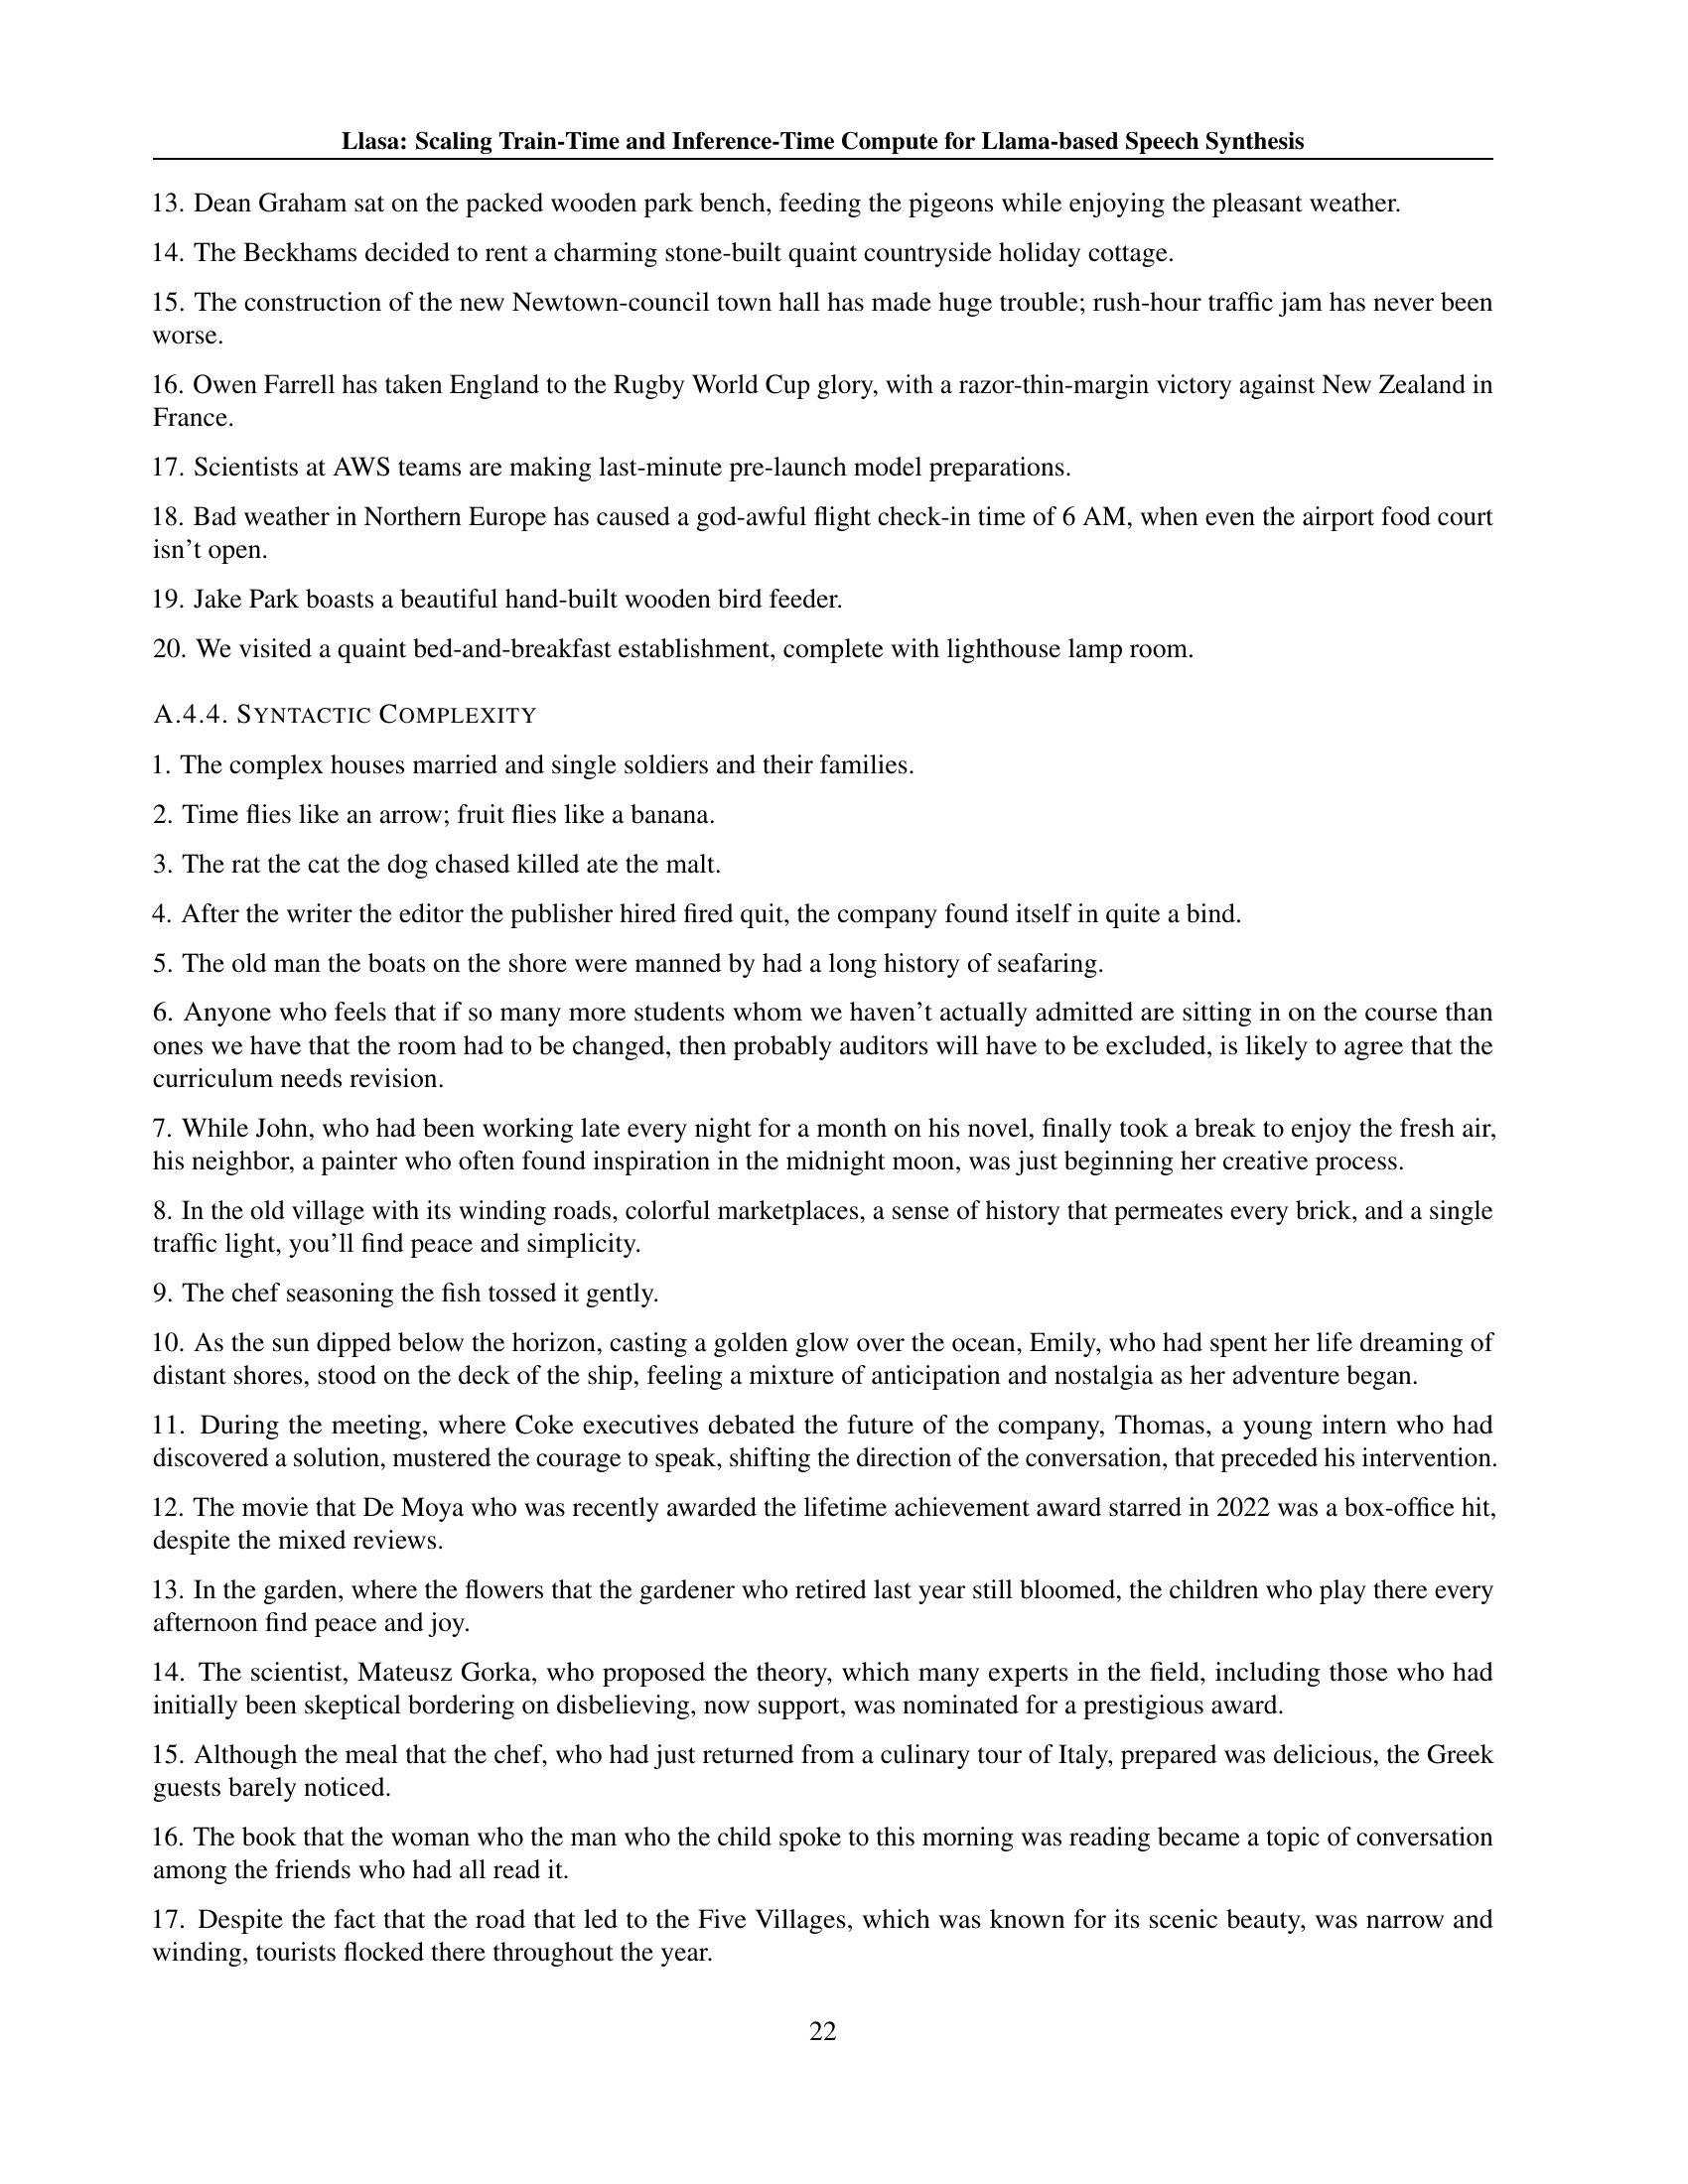 Llasa: Scaling Train-Time and Inference-Time Compute for Llama-based Speech Synthesis
13. Dean Graham sat on the packed wooden park bench, feeding the pigeons while enjoying the pleasant weather.
14. The Beckhams decided to rent a charming stone-built quaint countryside holiday cottage.
15. The construction of the new Newtown-council town hall has made huge trouble; rush-hour traffic jam has never been
worse.
16. Owen Farrell has taken England to the Rugby World Cup glory, with a razor-thin-margin victory against New Zealand in
France.
17. Scientists at AWS teams are making last-minute pre-launch model preparations.
18. Bad weather in Northern Europe has caused a god-awful flight check-in time of 6 AM, when even the airport food court
isn't open.
19. Jake Park boasts a beautiful hand-built wooden bird feeder.
20. We visited a quaint bed-and-breakfast establishment, complete with lighthouse lamp room.
A.4.4. SYNTACTIC COMPLEXITY
1. The complex houses married and single soldiers and their families.
2. Time flies like an arrow; fruit flies like a banana.
3. The rat the cat the dog chased killed ate the malt.
4. After the writer the editor the publisher hired fired quit, the company found itself in quite a bind.
5. The old man the boats on the shore were manned by had a long history of seafaring.
6. Anyone who feels that if so many more students whom we haven't actually admitted are sitting in on the course than
ones we have that the room had to be changed, then probably auditors will have to be excluded, is likely to agree that the
curriculum needs revision.
7. While John, who had been working late every night for a month on his novel, finally took a break to enjoy the fresh air,
his neighbor, a painter who often found inspiration in the midnight moon, was just beginning her creative process.
8. In the old village with its winding roads, colorful marketplaces, a sense of history that permeates every brick, and a single
traffic light, you'll find peace and simplicity.
9. The chef seasoning the fish tossed it gently.
10. As the sun dipped below the horizon, casting a golden glow over the ocean, Emily, who had spent her life dreaming of
distant shores, stood on the deck of the ship, feeling a mixture of anticipation and nostalgia as her adventure began.
11. During the meeting, where Coke executives debated the future of the company, Thomas, a young intern who had
discovered a solution, mustered the courage to speak, shifting the direction of the conversation, that preceded his intervention.
12. The movie that De Moya who was recently awarded the lifetime achievement award starred in 2022 was a box-office hit,
despite the mixed reviews.
13. In the garden, where the flowers that the gardener who retired last year still bloomed, the children who play there every
afternoon find peace and joy.
14. The scientist, Mateusz Gorka, who proposed the theory, which many experts in the field, including those who had
initially been skeptical bordering on disbelieving, now support, was nominated for a prestigious award.
15. Although the meal that the chef, who had just returned from a culinary tour of Italy, prepared was delicious, the Greek
guests barely noticed.
16. The book that the woman who the man who the child spoke to this morning was reading became a topic of conversation
among the friends who had all read it.
17. Despite the fact that the road that led to the Five Villages, which was known for its scenic beauty, was narrow and
winding, tourists flocked there throughout the year.
22